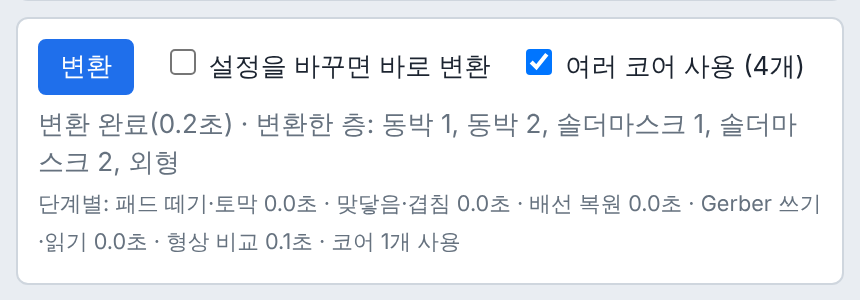 변환 설정을 바꾸면 바로 변환 여러 코어 사용 (4개)
변환 완료(0.2초) · 변환한 층: 동박 1, 동박 2, 솔더마스크 1, 솔더마
스크 2, 외형
단계별: 패드 떼기·토막 0.0초 · 맞닿음·겹침 0.0초 · 배선 복원 0.0초 · Gerber 쓰기
·읽기 0.0초 · 형상 비교 0.1초 · 코어 1개 사용